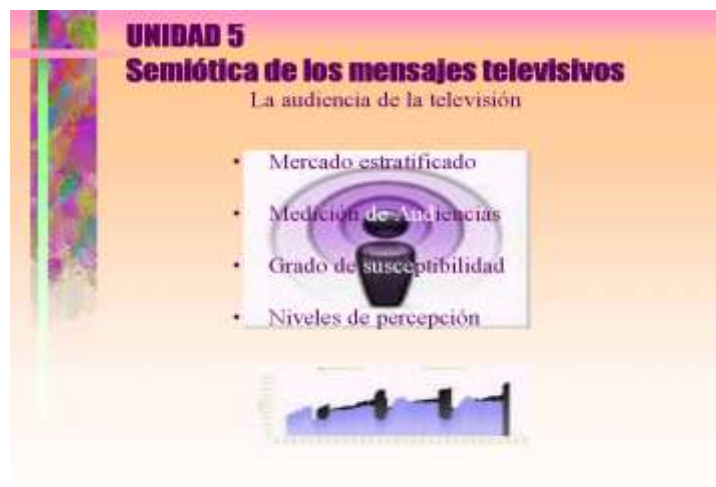 UNIDAD 5
Semiótica de los mensajes televisivos
La audiencia de la televisión
• Mercado estratificado
• Medición de Audiencias
• Grado de susceptibilidad
• Niveles de percepción